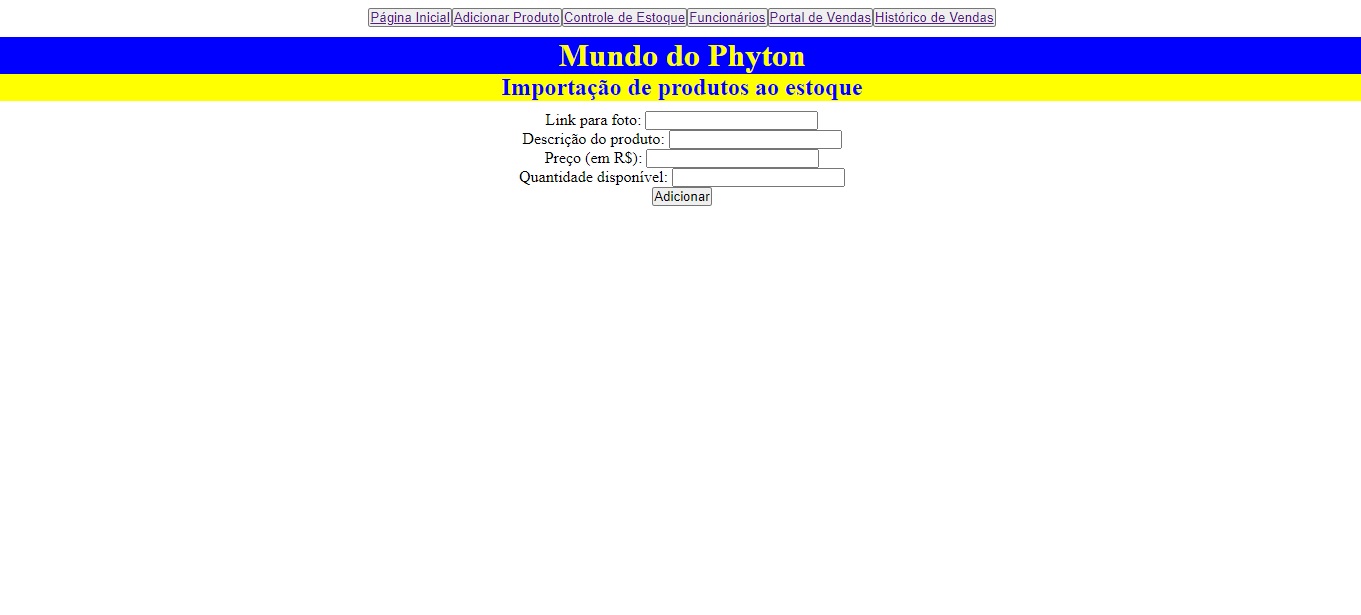 Página Inicial Adicionar Produto Controle de Estoque Funcionários Portal de Vendas Histórico de Vendas
Mundo do Phyton
Importação de produtos ao estoque
Link para foto:
Descrição do produto:
Preço (em R$):
Quantidade disponível:
Adicionar